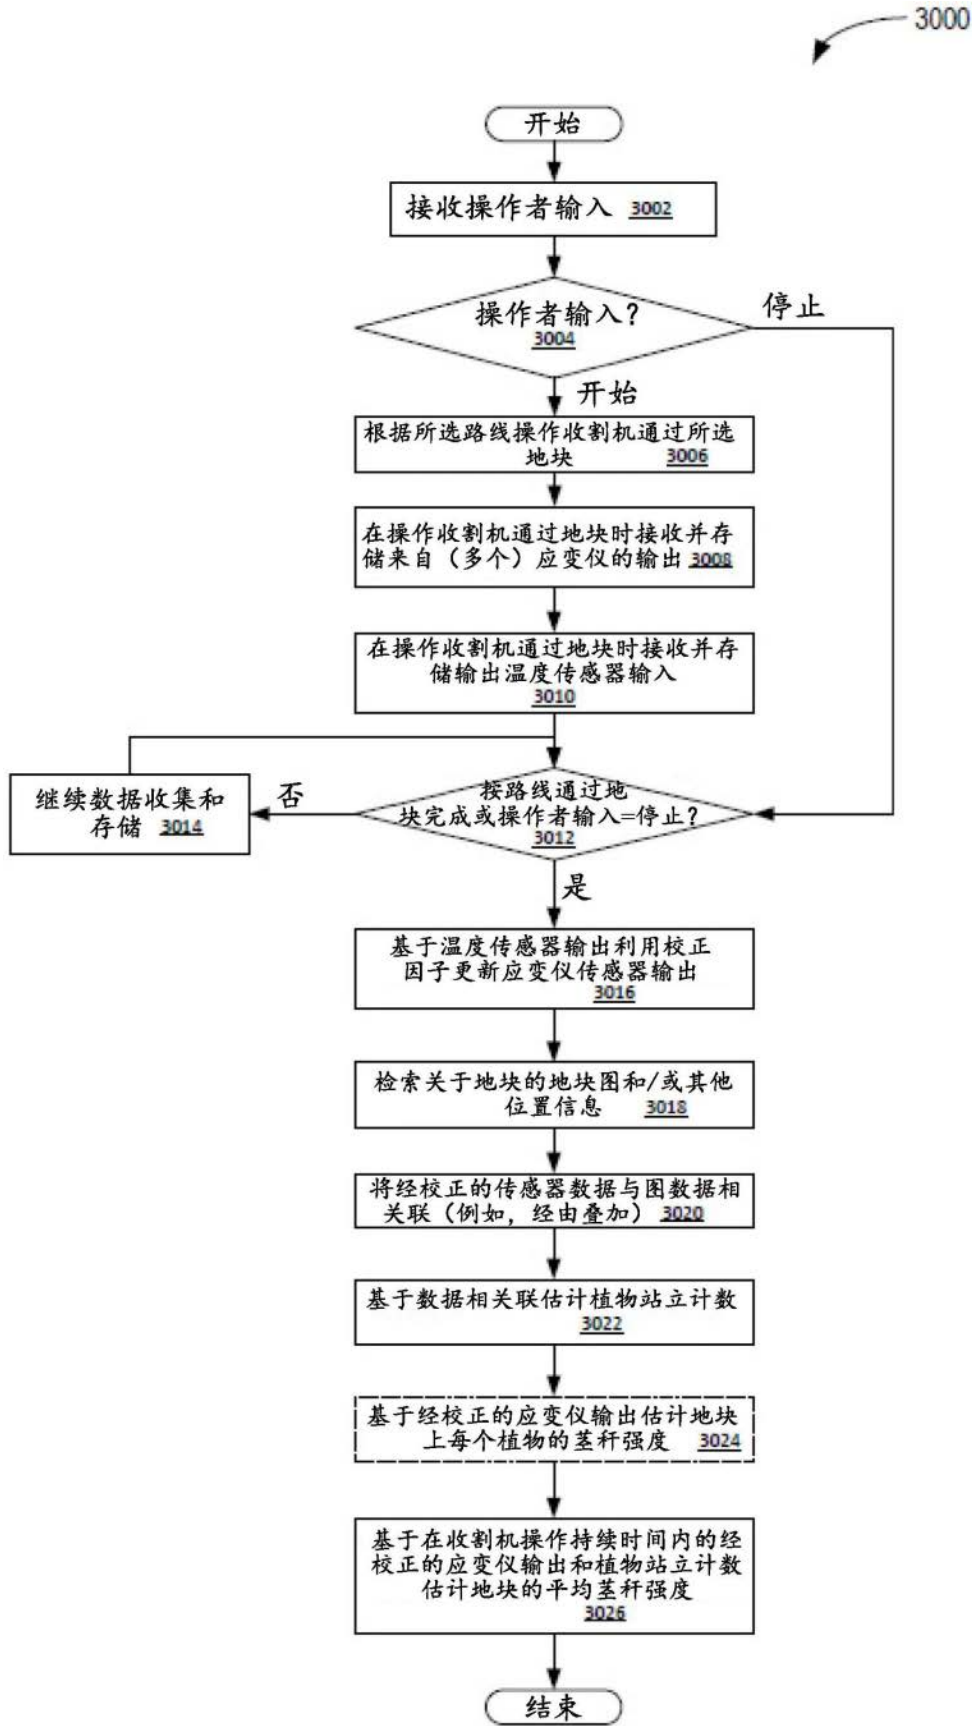 3000
开始
接收操作者输入 3002
操作者输入？
3004
停止
开始
根据所选路线操作收割机通过所选
地块 3006
在操作收割机通过地块时接收并存
储来自（多个）应变仪的输出 3008
在操作收割机通过地块时接收并存
储输出温度传感器输入
3010
继续数据收集和
存储 3014
否
按路线通过地
块完成或操作者输入=停止？
3012
是
基于温度传感器输出利用校正
因子更新应变仪传感器输出
3016
检索关于地块的地块图和/或其他
位置信息 3018
将经校正的传感器数据与图数据相
关联（例如，经由叠加） 3020
基于数据相关联估计植物站立计数
3022
基于经校正的应变仪输出估计地块
上每个植物的茎秆强度 3024
基于在收割机操作持续时间内的经
校正的应变仪输出和植物站立计数
估计地块的平均茎秆强度
3026
结束